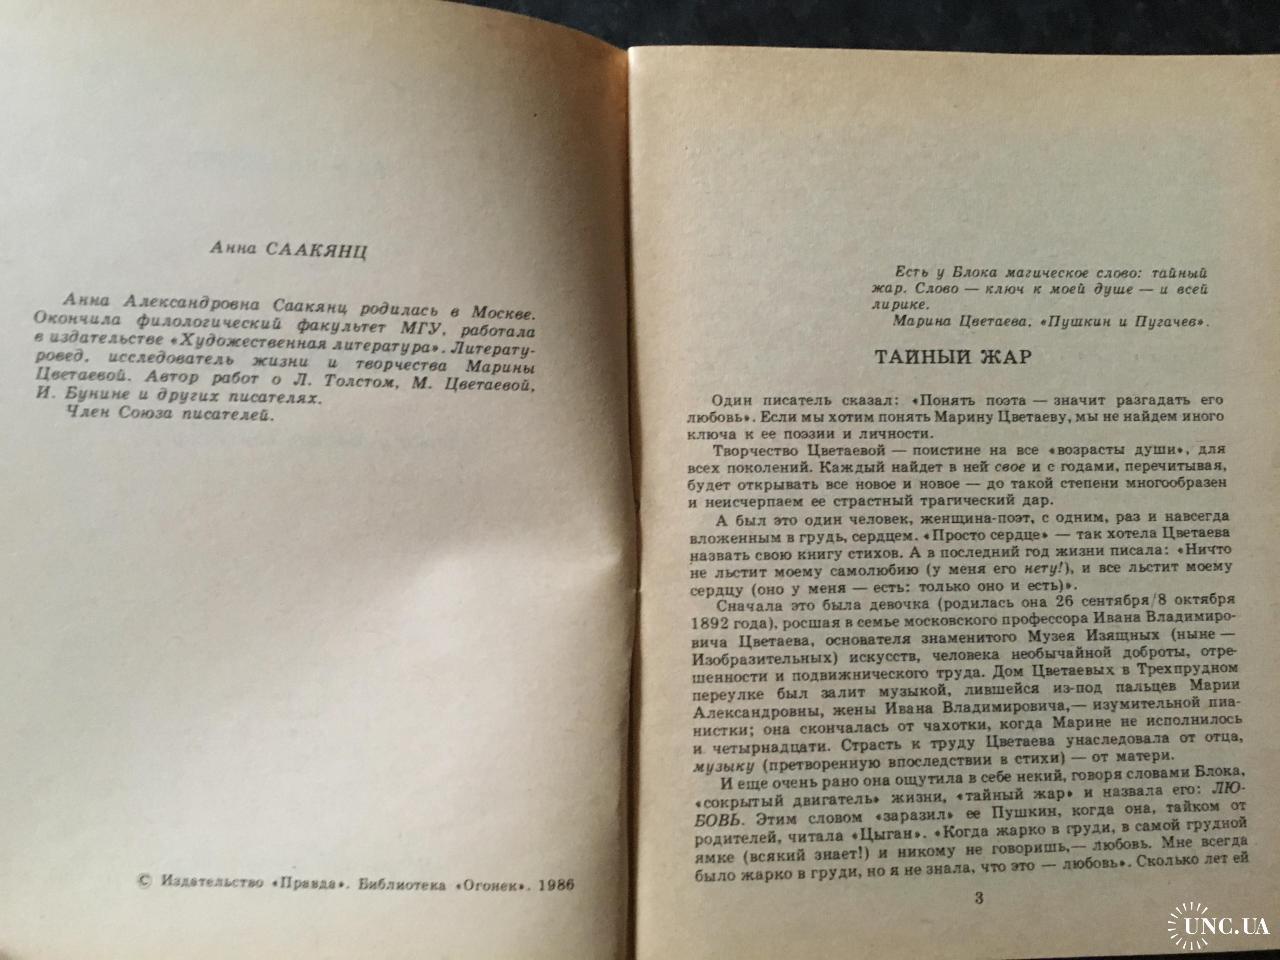 Анна СААКЯНЦ
Анна Александровна Саакянц родилась в Москве.
Окончила филологический факультет МГУ, работала
в издательстве «Художественная литература». Литерату-
ровед, исследователь жизни и творчества Марины
Цветаевой. Автор работ о Л. Толстом, М. Цветаевой,
И. Бунине и других писателях.
Член Союза писателей.
© Издательство «Правда». Библиотека «Огонек». 1986
Есть у Блока магическое слово: тайный
жар. Слово — ключ к моей душе — и всей
лирике.
Марина Цветаева. «Пушкин и Пугачев».
ТАЙНЫЙ ЖАР
Один писатель сказал: «Понять поэта — значит разгадать его
любовь». Если мы хотим понять Марину Цветаеву, мы не найдем иного
ключа к ее поэзии и личности.
Творчество Цветаевой — поистине на все «возрасты души», для
всех поколений. Каждый найдет в ней свое и с годами, перечитывая,
будет открывать все новое и новое — до такой степени многообразен
и неисчерпаем ее страстный трагический дар.
А был это один человек, женщина-поэт, с одним, раз и навсегда
вложенным в грудь, сердцем. «Просто сердце» — так хотела Цветаева
назвать свою книгу стихов. А в последний год жизни писала: «Ничто
не льстит моему самолюбию (у меня его нету!), и все льстит моему
сердцу (оно у меня — есть: только оно и есть)».
Сначала это была девочка (родилась она 26 сентября/8 октября
1892 года), росшая в семье московского профессора Ивана Владимиро-
вича Цветаева, основателя знаменитого Музея Изящных (ныне —
Изобразительных) искусств, человека необычайной доброты, отре-
шенности и подвижнического труда. Дом Цветаевых в Трехпрудном
переулке был залит музыкой, лившейся из-под пальцев Марии
Александровны, жены Ивана Владимировича,— изумительной пиа-
нистки; она скончалась от чахотки, когда Марине не исполнилось
и четырнадцати. Страсть к труду Цветаева унаследовала от отца,
музыку (претворенную впоследствии в стихи) — от матери.
И еще очень рано она ощутила в себе некий, говоря словами Блока,
«сокрытый двигатель» жизни, «тайный жар» и назвала его: ЛЮ-
БОВЬ. Этим словом «заразил» ее Пушкин, когда она, тайком от
родителей, читала «Цыган». «Когда жарко в груди, в самой грудной
ямке (всякий знает!) и никому не говоришь,— любовь. Мне всегда
было жарко в груди, но я не знала, что это — любовь». Сколько лет ей
3
UNC.UA